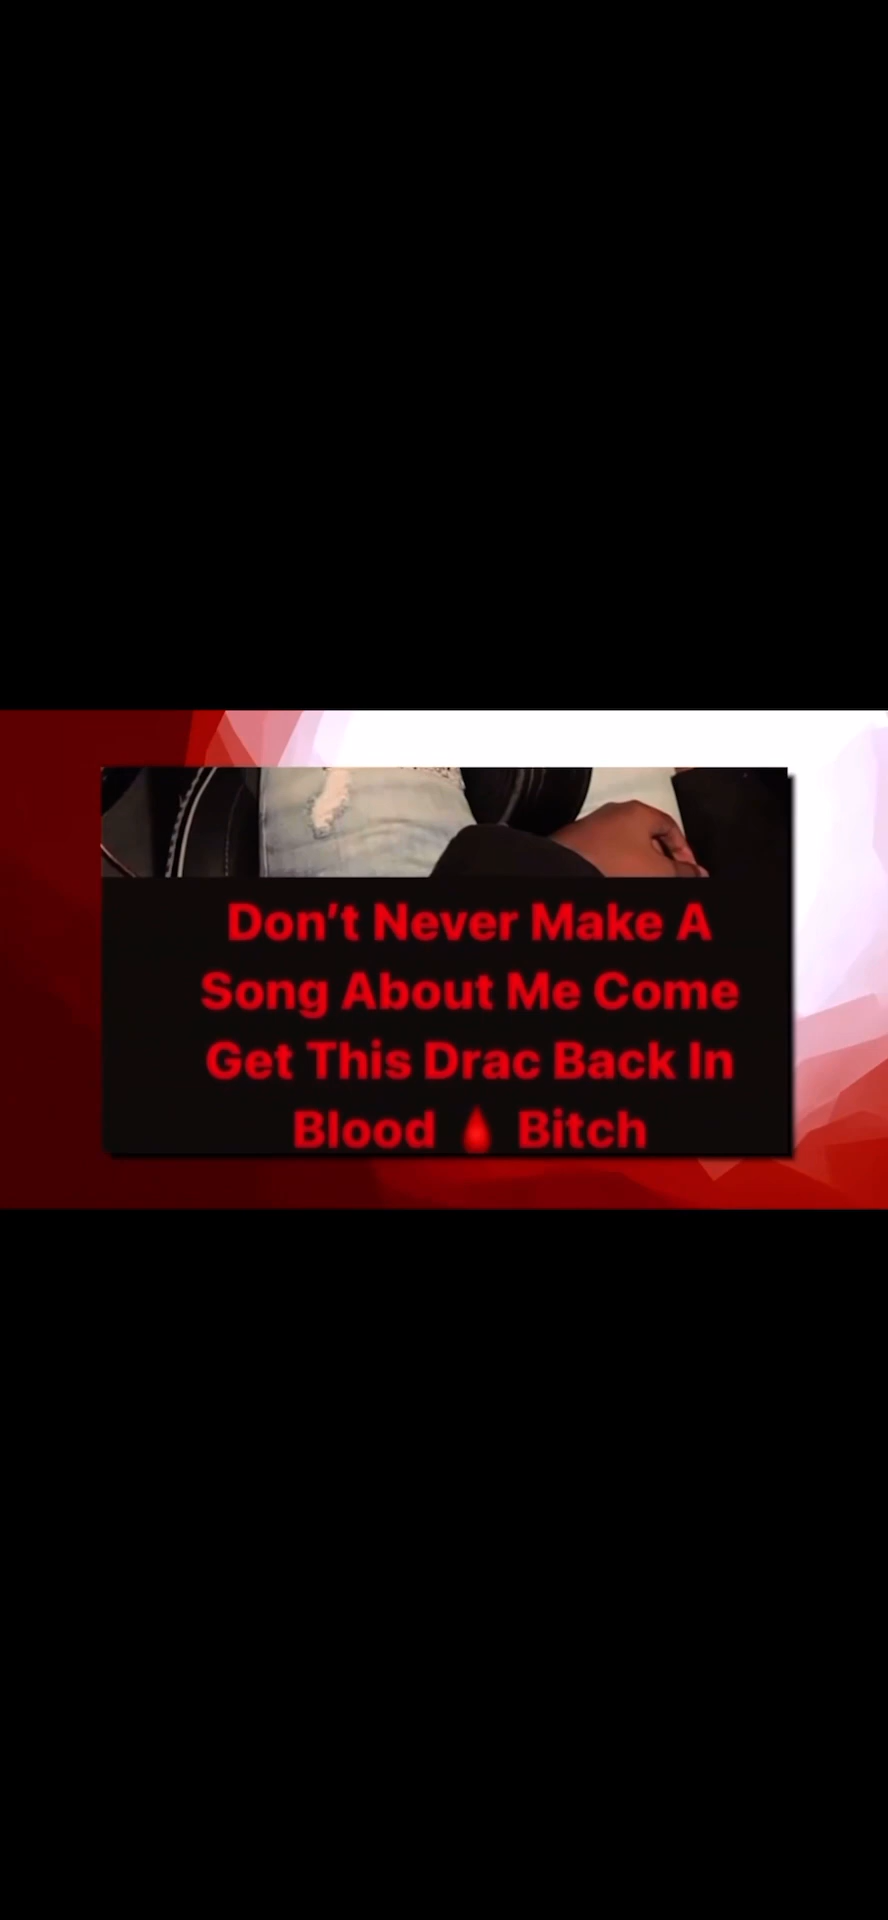 Don’t Never Make A
Song About Me Come
Get This Drac Back In
Blood 🩸 Bitch